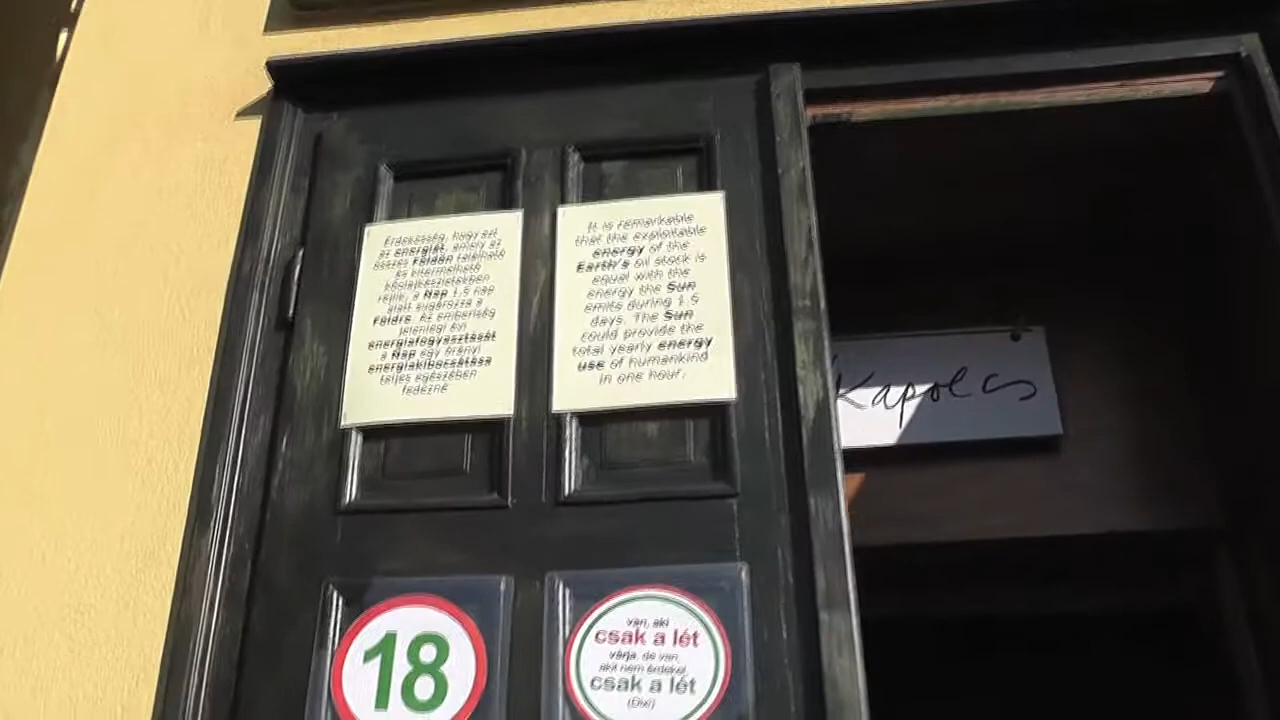 Érdekesség, hogy azt
az energiát, amely az
összes Földön található
és kitermelhető
kőolajkészletekben
rejlik, a Nap 1,5 nap
alatt sugározza a
Földre. Az emberiség
jelenlegi évi
energiafogyasztását
a Nap egy órányi
energiakibocsátása
teljes egészében
fedezné
It is remarkable
that the exploitable
energy of the
Earth's oil stock is
equal with the
energy the Sun
emits during 1.5
days. The Sun
could provide the
total yearly energy
use of humankind
in one hour.
Kapolcs
18
van, aki
csak a lét
várja, de van,
akit nem érdekel,
csak a lét
(Dixi)